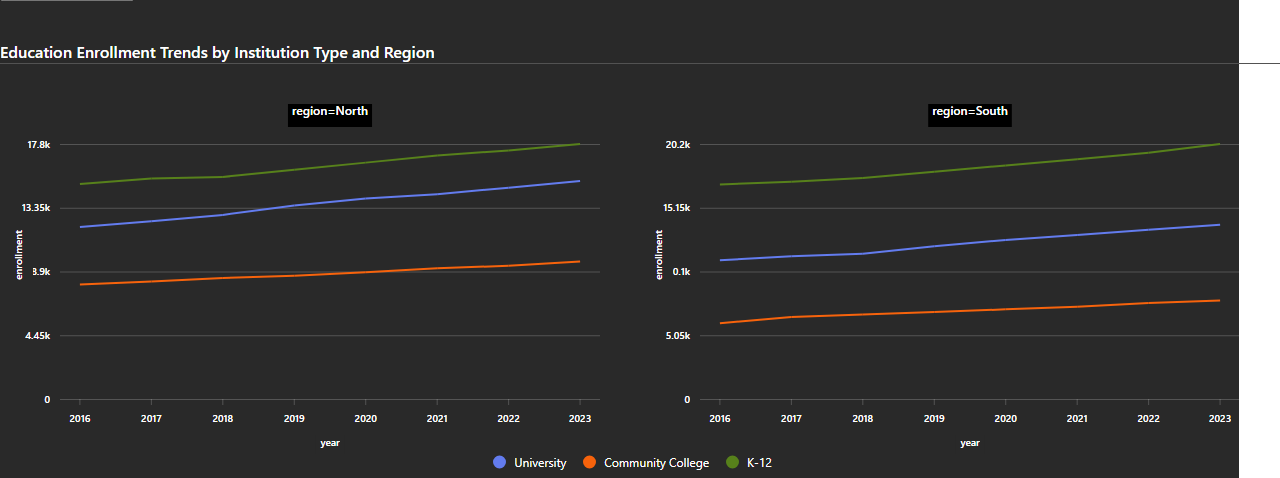 Education Enrollment Trends by Institution Type and Region
region=North
17.8k
13.35k
8.9k
4.45k
0
enrollment
2016 2017 2018 2019 2020 2021 2022 2023
year
region=South
20.2k
15.15k
0.1k
5.05k
0
enrollment
2016 2017 2018 2019 2020 2021 2022 2023
year
University Community College K-12